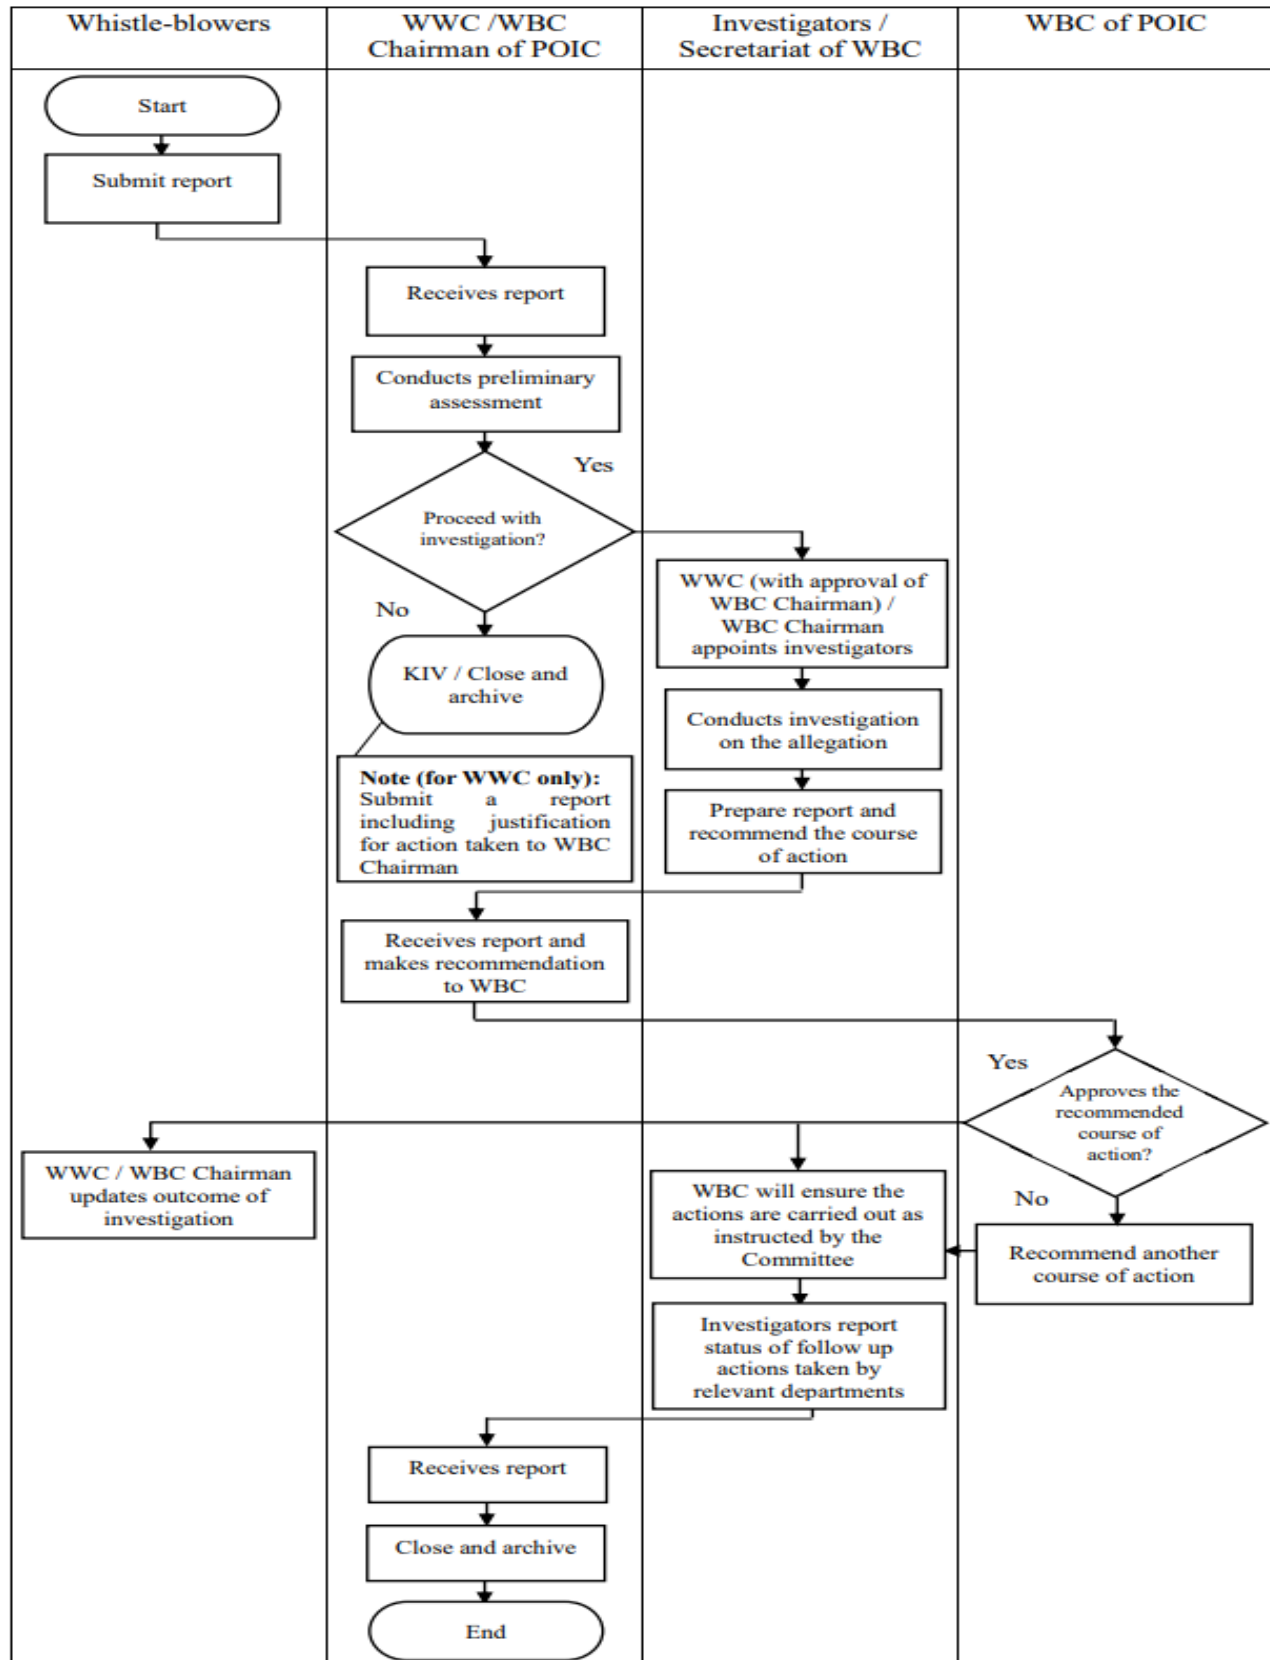 Whistle-blowers
WWC /WBC
Chairman of POIC
Investigators /
Secretariat of WBC
WBC of POIC
Start
Submit report
Receives report
Conducts preliminary
assessment
Yes
Proceed with
investigation?
No
KIV / Close and
archive
Note (for WWC only):
Submit a report
including justification
for action taken to WBC
Chairman
WWC (with approval of
WBC Chairman) /
WBC Chairman
appoints investigators
Conducts investigation
on the allegation
Prepare report and
recommend the course
of action
Receives report and
makes recommendation
to WBC
Yes
Approves the
recommended
course of
action?
No
WWC / WBC Chairman
updates outcome of
investigation
WBC will ensure the
actions are carried out as
instructed by the
Committee
Recommend another
course of action
Investigators report
status of follow up
actions taken by
relevant departments
Receives report
Close and archive
End